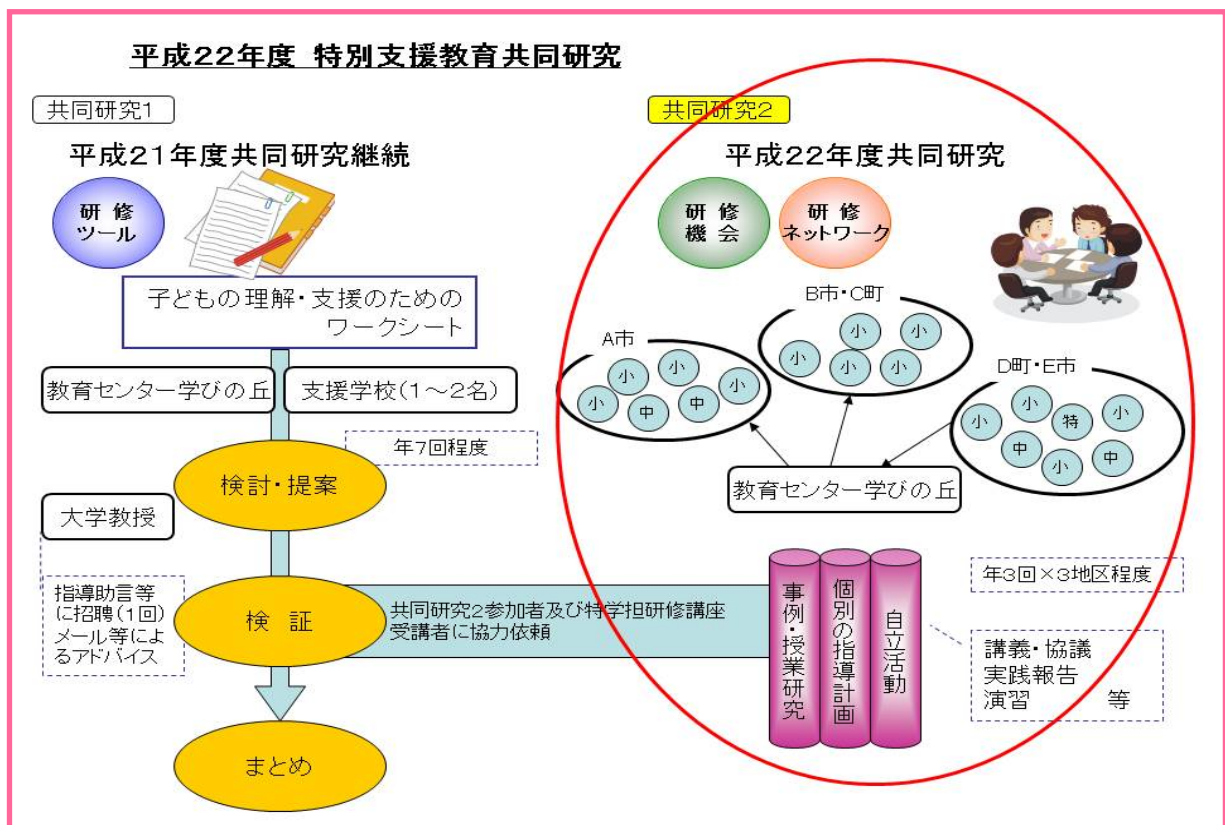 平成22年度 特別支援教育共同研究
共同研究1
平成21年度共同研究継続
研修
ツール
子どもの理解・支援のための
ワークシート
教育センター学びの丘
支援学校(1～2名)
年7回程度
検討・提案
大学教授
指導助言等
に招聘(1回)
メール等によ
るアドバイス
検 証
共同研究2参加者及び特学担研修講座
受講者に協力依頼
まとめ
共同研究2
平成22年度共同研究
研修
機会
研修
ネットワーク
A市
小
小
小
小
中
中
B市・C町
小
小
小
小
小
D町・E市
小
小
特
小
中
小
中
教育センター学びの丘
事例・授業研究
個別の指導計画
自立活動
年3回×3地区程度
講義・協議
実践報告
演習 等